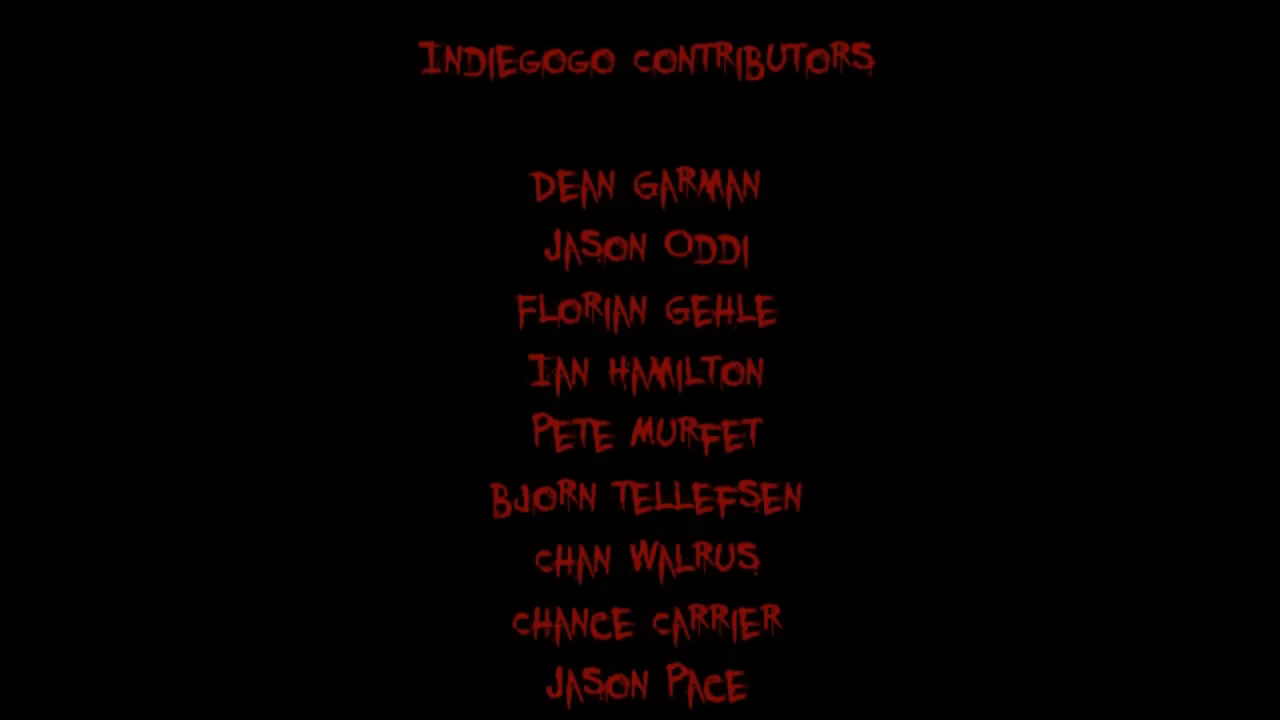 INDIEGOGO CONTRIBUTORS
DEAN GARMAN
JASON ODDI
FLORIAN GEHLE
IAN HAMILTON
PETE MURFET
BJORN TELLEFSEN
CHAN WALRUS
CHANCE CARRIER
JASON PACE